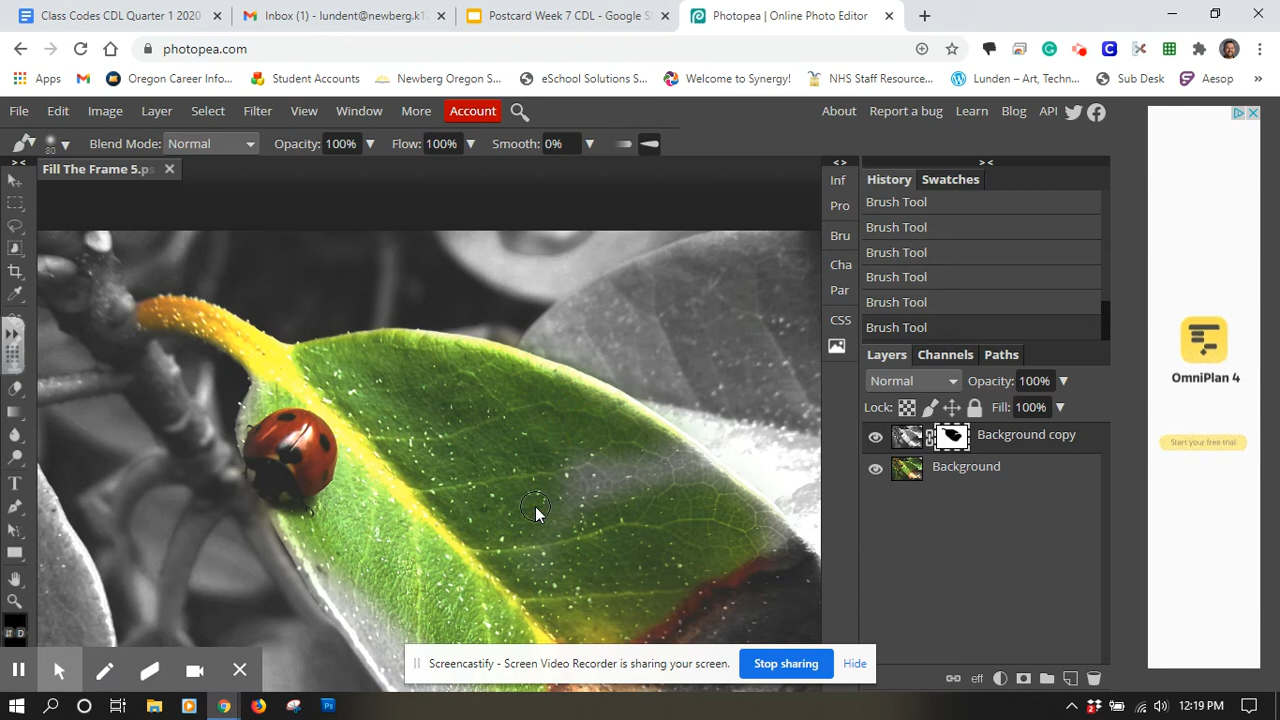 Class Codes CDL Quarter 1 2020
Inbox (1) - lundent@newberg.k1
Postcard Week 7 CDL - Google S
Photopea | Online Photo Editor
photopea.com
Apps
Oregon Career Info...
Student Accounts
Newberg Oregon S...
eSchool Solutions S...
Welcome to Synergy!
NHS Staff Resource...
Lunden – Art, Techn...
Sub Desk
Aesop
File Edit Image Layer Select Filter View Window More Account
About Report a bug Learn Blog API
80 Blend Mode: Normal Opacity: 100% Flow: 100% Smooth: 0%
Fill The Frame 5.ps
Inf
Pro
Bru
Cha
Par
CSS
History Swatches
Brush Tool
Brush Tool
Brush Tool
Brush Tool
Brush Tool
Brush Tool
Layers Channels Paths
Normal Opacity: 100%
Lock: Fill: 100%
Background copy
Background
eff
D
OmniPlan 4
Start your free trial
Screencastify - Screen Video Recorder is sharing your screen.
Stop sharing
Hide
Ps
12:19 PM